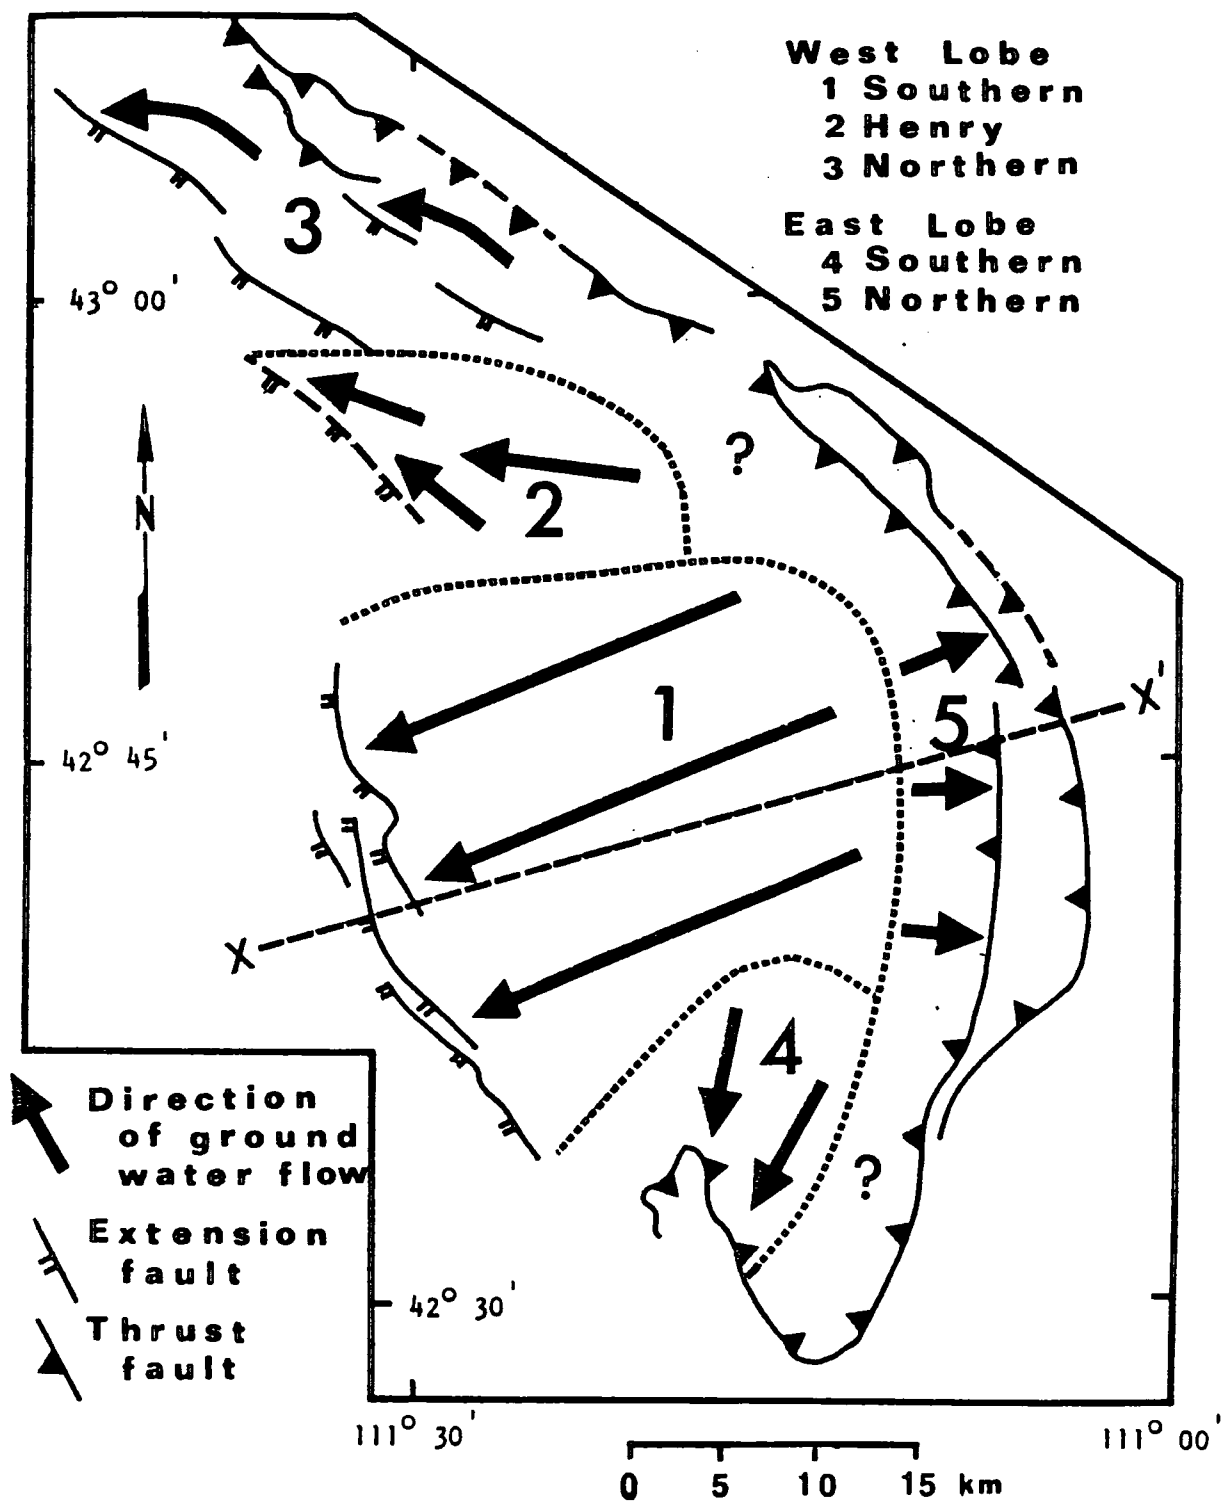 West Lobe
1 Southern
2 Henry
3 Northern
East Lobe
4 Southern
5 Northern
3
43° 00'
?
N
2
1
5
X'
42° 45'
X
4
?
Direction
of ground
water flow
Extension
fault
Thrust
fault
42° 30'
111° 30'
111° 00'
0 5 10 15 km